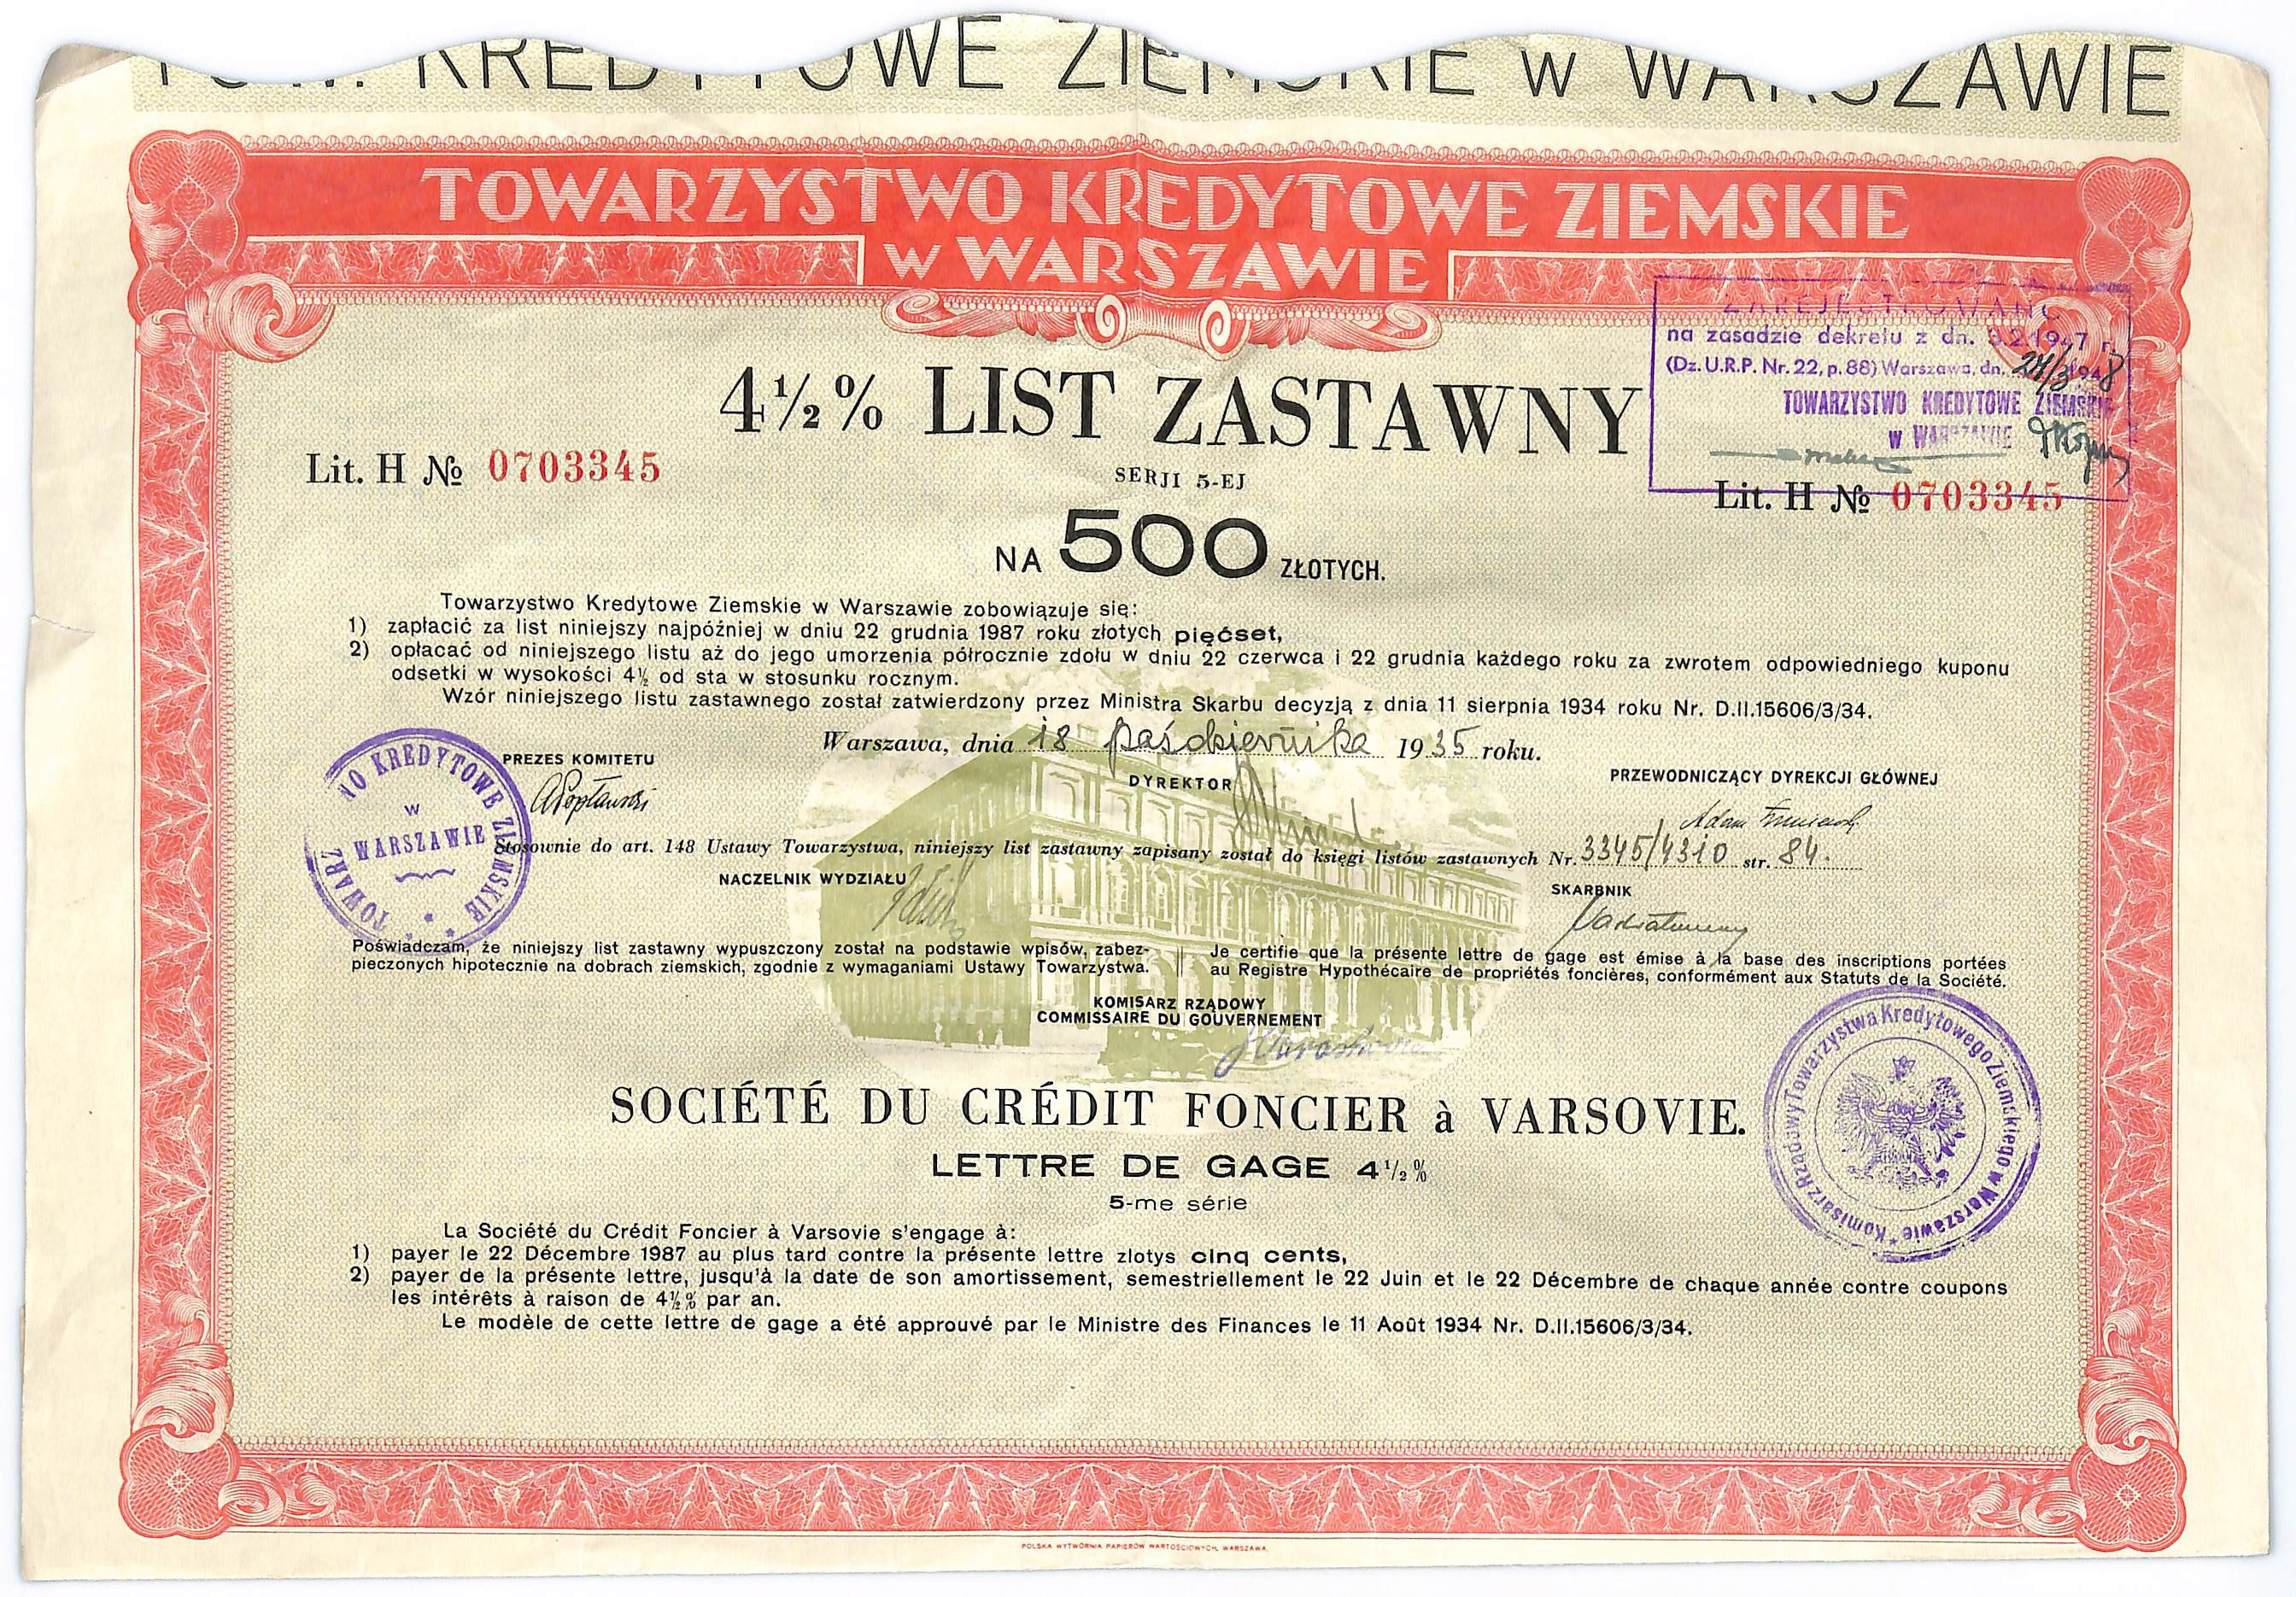 TOW. KREDYTOWE ZIEMSKIE W WARSZAWIE
TOWARZYSTWO KREDYTOWE ZIEMSKIE
W WARSZAWIE
ZAREJESTROWANO
na zasadzie dekretu z dn. 3.2.1947 r.
(Dz.U.R.P. Nr. 22, p. 88) Warszawa, dn. 24/3 1948
TOWARZYSTWO KREDYTOWE ZIEMSKIE
w WARSZAWIE
4½% LIST ZASTAWNY
Lit. H № 0703345
SERJI 5-EJ
Lit. H № 0703345
NA 500 ZŁOTYCH.
Towarzystwo Kredytowe Ziemskie w Warszawie zobowiązuje się:
1) zapłacić za list niniejszy najpóźniej w dniu 22 grudnia 1987 roku złotych pięćset,
2) opłacać od niniejszego listu aż do jego umorzenia półrocznie zdołu w dniu 22 czerwca i 22 grudnia każdego roku za zwrotem odpowiedniego kuponu
odsetki w wysokości 4½ od sta w stosunku rocznym.
Wzór niniejszego listu zastawnego został zatwierdzony przez Ministra Skarbu decyzją z dnia 11 sierpnia 1934 roku Nr. D.II.15606/3/34.
Warszawa, dnia 18 października 1935 roku.
PREZES KOMITETU
DYREKTOR
PRZEWODNICZĄCY DYREKCJI GŁÓWNEJ
TOWARZ O KREDYTOWE ZIEMSKIE
W
WARSZAWIE
Stosownie do art. 148 Ustawy Towarzystwa, niniejszy list zastawny zapisany został do księgi listów zastawnych Nr. 3345/4310 str. 84.
NACZELNIK WYDZIAŁU
SKARBNIK
Poświadczam, że niniejszy list zastawny wypuszczony został na podstawie wpisów, zabez-
pieczonych hipotecznie na dobrach ziemskich, zgodnie z wymaganiami Ustawy Towarzystwa.
Je certifie que la présente lettre de gage est émise à la base des inscriptions portées
au Registre Hypothécaire de propriétés foncières, conformément aux Statuts de la Société.
KOMISARZ RZĄDOWY
COMMISSAIRE DU GOUVERNEMENT
Komisarz Rządowy Towarzystwa Kredytowego Ziemskiego w Warszawie *
SOCIÉTÉ DU CRÉDIT FONCIER à VARSOVIE.
LETTRE DE GAGE 4½%
5-me série
La Société du Crédit Foncier à Varsovie s'engage à:
1) payer le 22 Décembre 1987 au plus tard contre la présente lettre zlotys cinq cents,
2) payer de la présente lettre, jusqu'à la date de son amortissement, semestriellement le 22 Juin et le 22 Décembre de chaque année contre coupons
les intérêts à raison de 4½% par an.
Le modèle de cette lettre de gage a été approuvé par le Ministre des Finances le 11 Août 1934 Nr. D.II.15606/3/34.
POLSKA WYTWÓRNIA PAPIERÓW WARTOŚCIOWYCH, WARSZAWA.